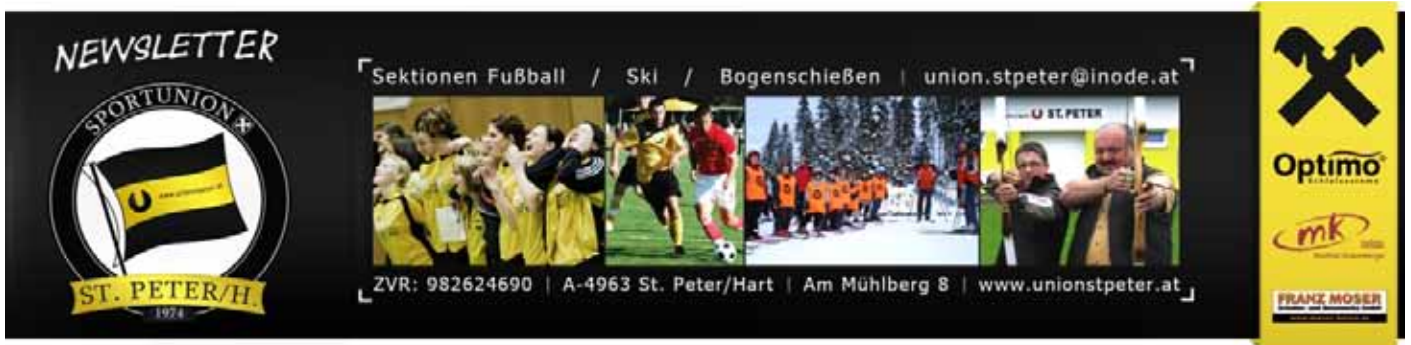 NEWSLETTER
SPORTUNION
ST. PETER/H.
1974
Sektionen Fußball / Ski / Bogenschießen | union.stpeter@inode.at
U ST. PETER
ZVR: 982624690 | A-4963 St. Peter/Hart | Am Mühlberg 8 | www.unionstpeter.at
Optimo
Schlafsysteme
mk
FRANZ MOSER